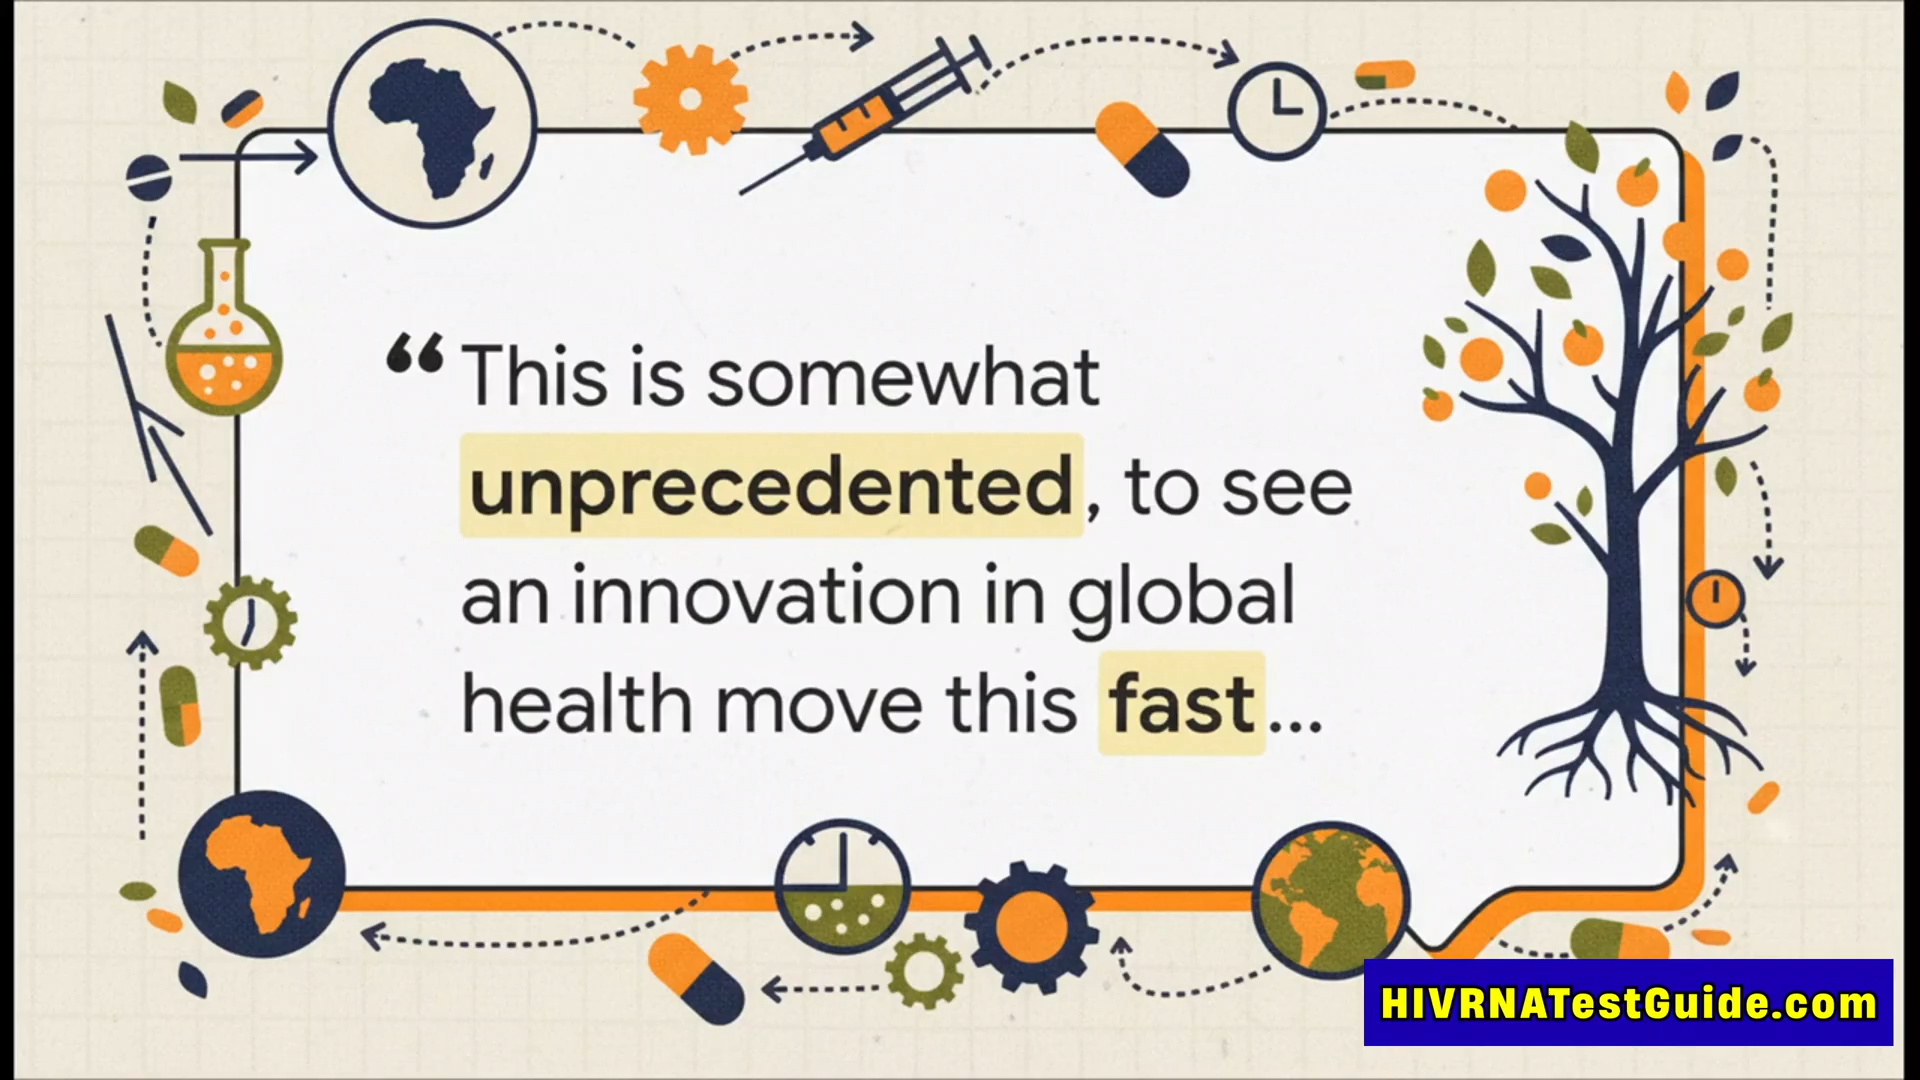 “This is somewhat
unprecedented, to see
an innovation in global
health move this fast...
HIVRNATestGuide.com